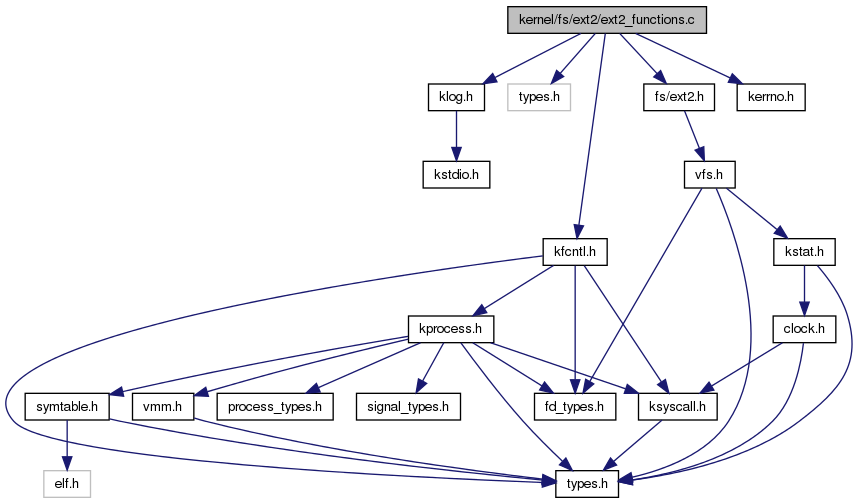 kernel/fs/ext2/ext2_functions.c
klog.h
types.h
fs/ext2.h
kerrno.h
kstdio.h
vfs.h
kfcntl.h
kstat.h
kprocess.h
clock.h
symtable.h
vmm.h
process_types.h
signal_types.h
fd_types.h
ksyscall.h
elf.h
types.h